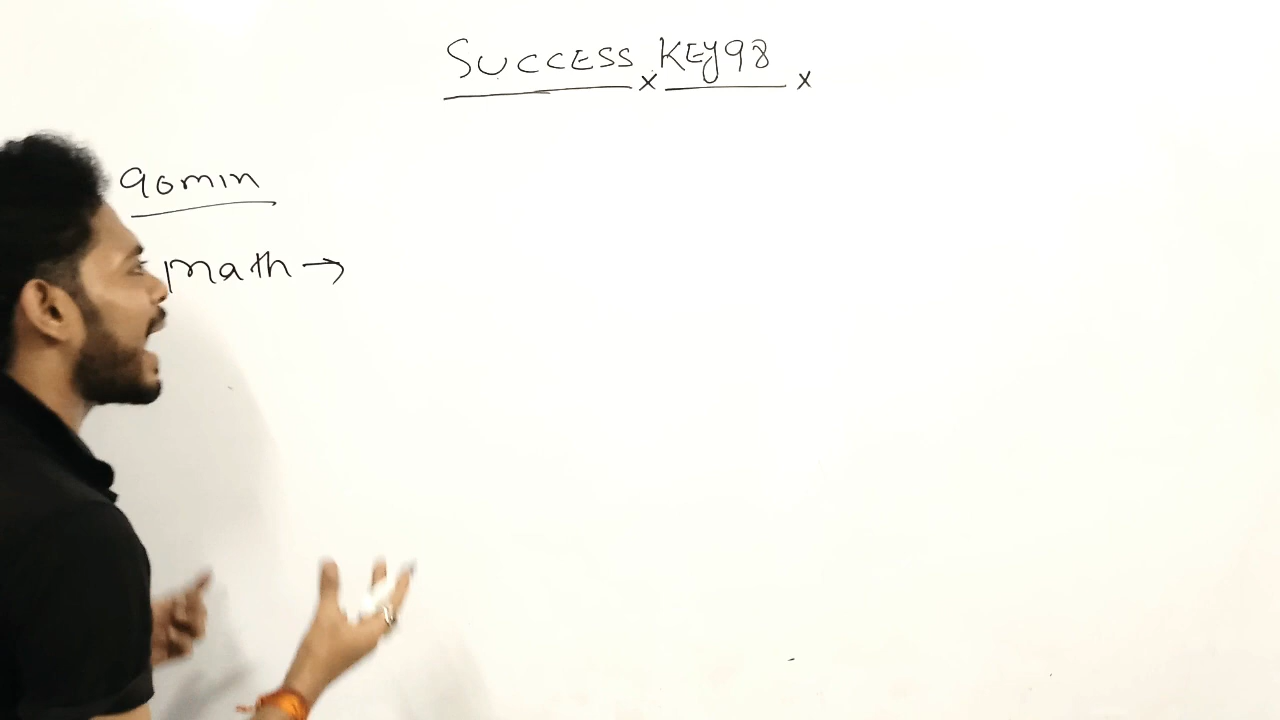 SUCCESS KEY98
90min
math →